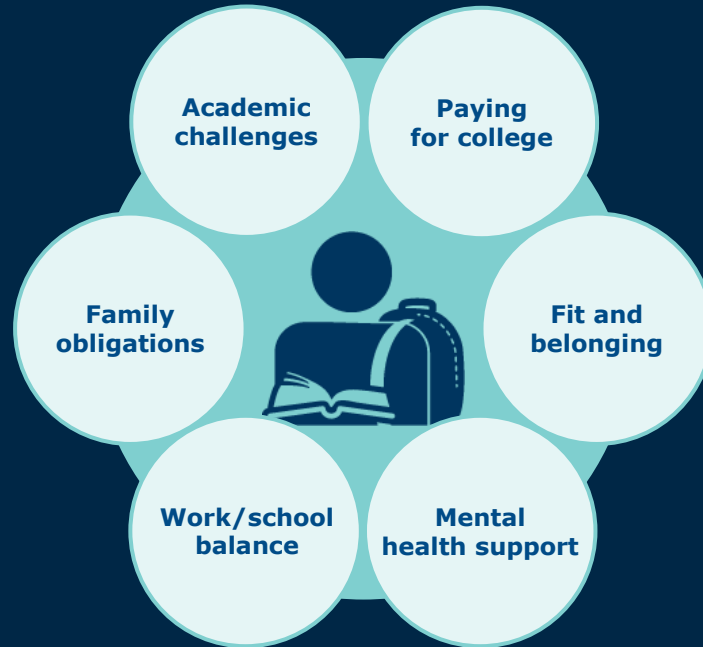 Academic
challenges
Paying
for college
Family
obligations
Fit and
belonging
Work/school
balance
Mental
health support